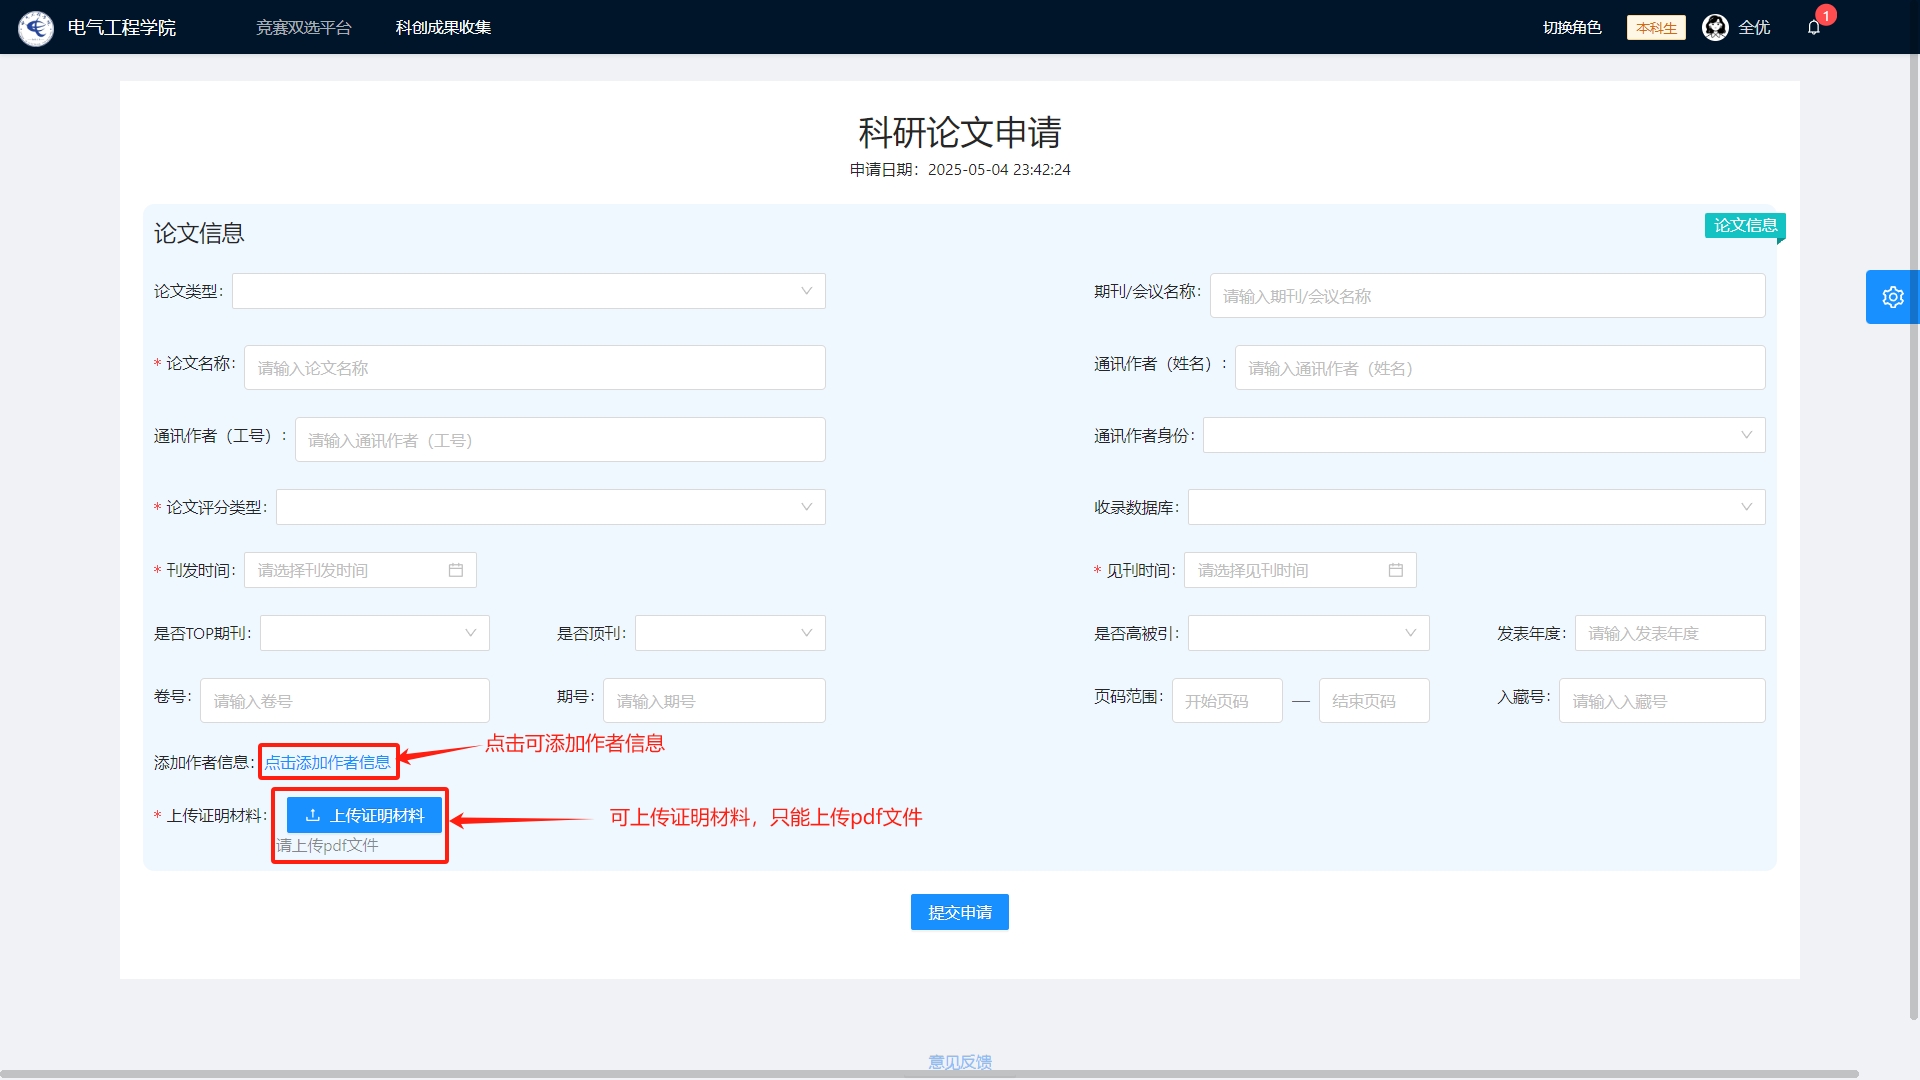 电气工程学院
竞赛双选平台
科创成果收集
切换角色
本科生
全优
1
科研论文申请
申请日期：2025-05-04 23:42:24
论文信息
论文信息
论文类型:
期刊/会议名称: 请输入期刊/会议名称
* 论文名称: 请输入论文名称
通讯作者（姓名）: 请输入通讯作者（姓名）
通讯作者（工号）: 请输入通讯作者（工号）
通讯作者身份:
* 论文评分类型:
收录数据库:
* 刊发时间: 请选择刊发时间
* 见刊时间: 请选择见刊时间
是否TOP期刊:
是否顶刊:
是否高被引:
发表年度: 请输入发表年度
卷号: 请输入卷号
期号: 请输入期号
页码范围: 开始页码 — 结束页码
入藏号: 请输入入藏号
添加作者信息: 点击添加作者信息
点击可添加作者信息
* 上传证明材料: 上传证明材料
请上传pdf文件
可上传证明材料，只能上传pdf文件
提交申请
意见反馈